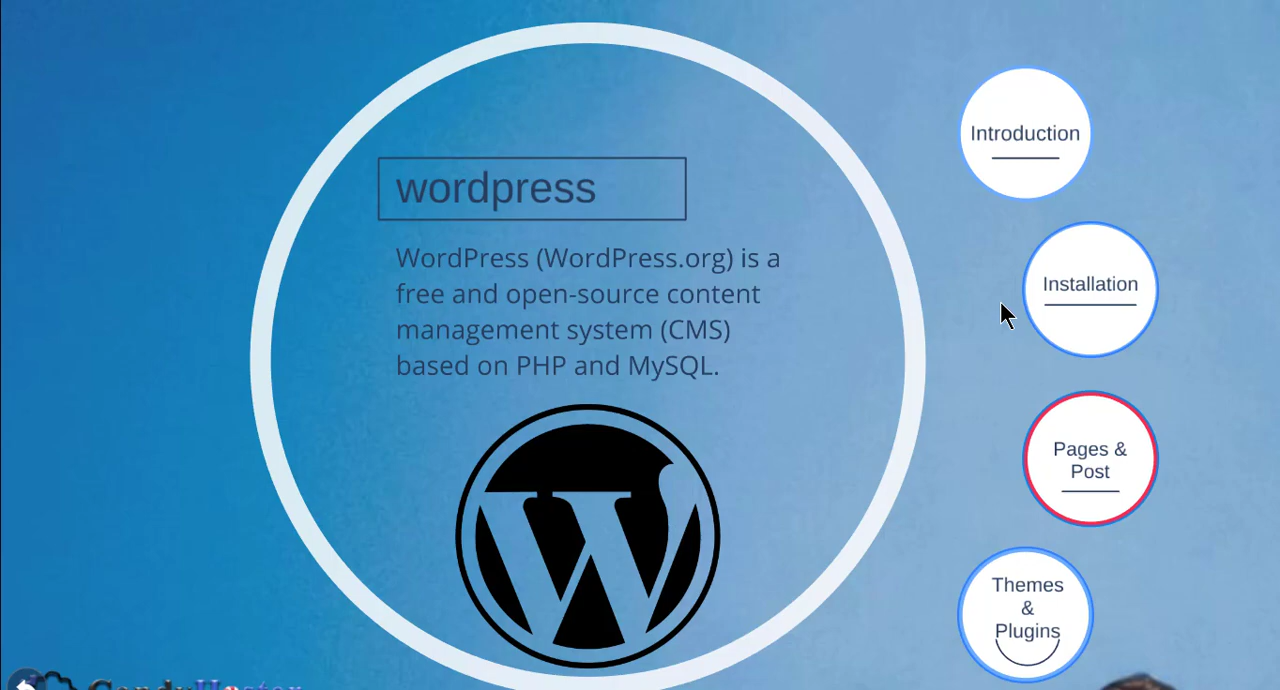 wordpress
WordPress (WordPress.org) is a
free and open-source content
management system (CMS)
based on PHP and MySQL.
Introduction
Installation
Pages &
Post
Themes
&
Plugins